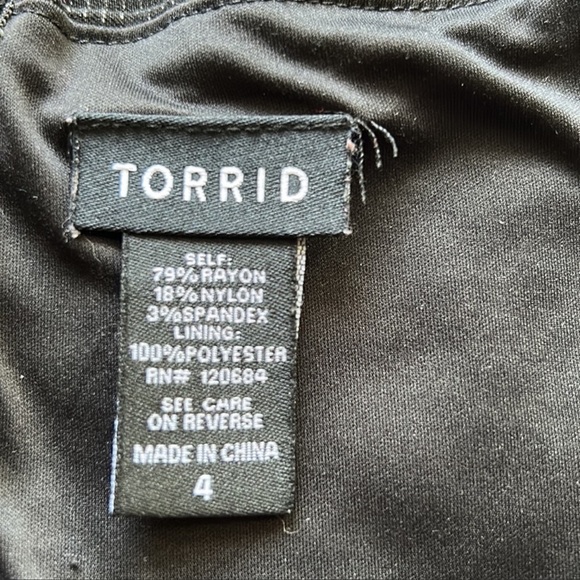 TORRID
SELF:
79%RAYON
18%NYLON
3%SPANDEX
LINING:
100%POLYESTER
RN# 120684
SEE CARE
ON REVERSE
MADE IN CHINA
4